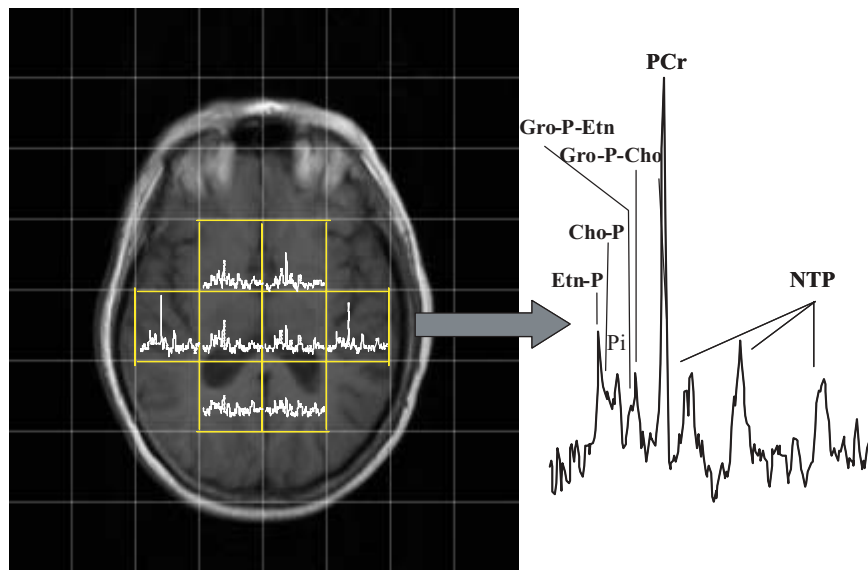 PCr
Gro-P-Etn
Gro-P-Cho
Cho-P
Etn-P
NTP
Pi